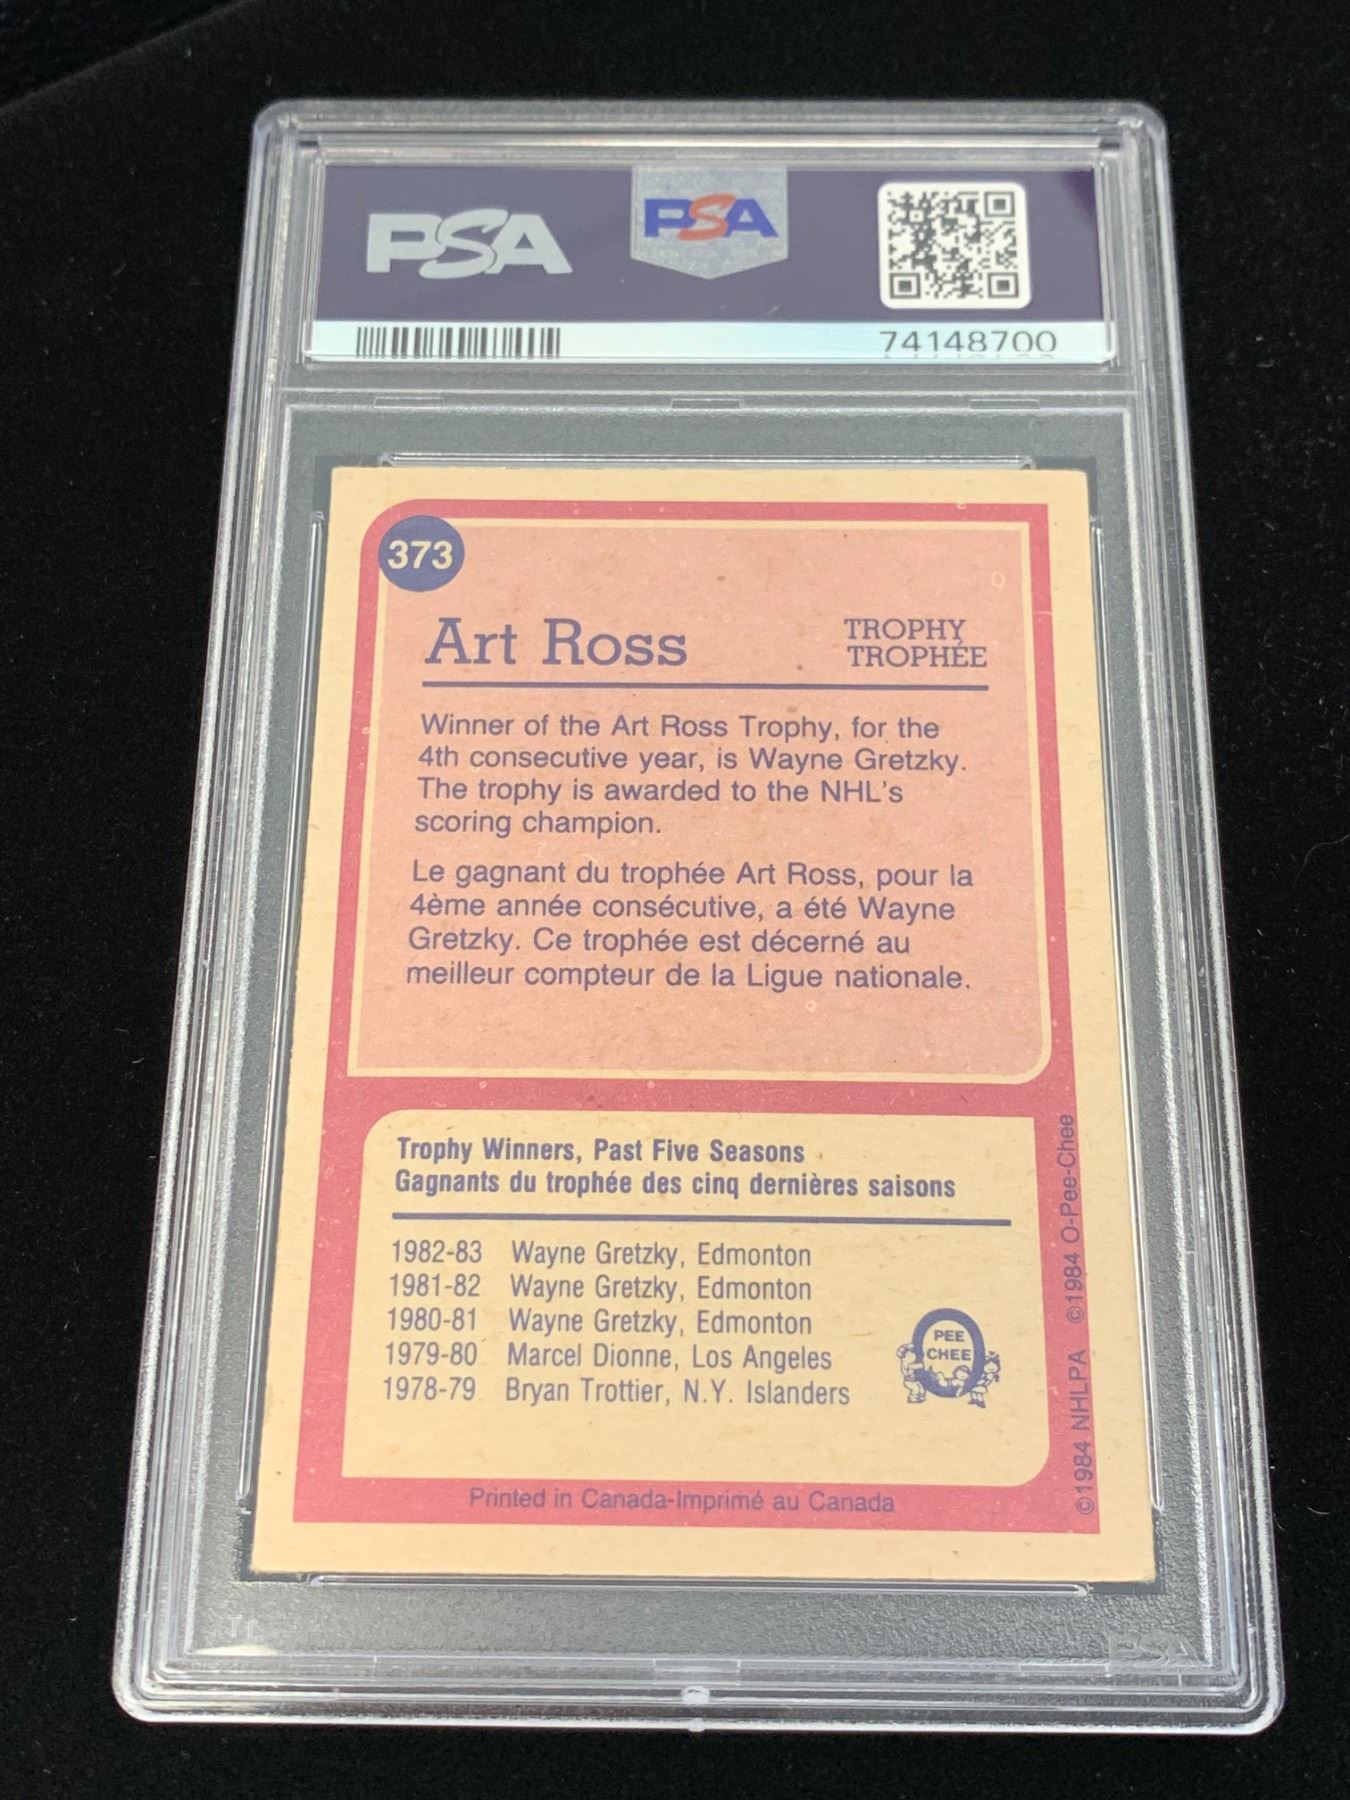 PSA
PSA
74148700
373
Art Ross
TROPHY
TROPHÉE
Winner of the Art Ross Trophy, for the
4th consecutive year, is Wayne Gretzky.
The trophy is awarded to the NHL's
scoring champion.
Le gagnant du trophée Art Ross, pour la
4ème année consécutive, a été Wayne
Gretzky. Ce trophée est décerné au
meilleur compteur de la Ligue nationale.
Trophy Winners, Past Five Seasons
Gagnants du trophée des cinq dernières saisons
1982-83 Wayne Gretzky, Edmonton
1981-82 Wayne Gretzky, Edmonton
1980-81 Wayne Gretzky, Edmonton
1979-80 Marcel Dionne, Los Angeles
1978-79 Bryan Trottier, N.Y. Islanders
O
PEE
CHEE
©1984 NHLPA ©1984 O-Pee-Chee
Printed in Canada-Imprimé au Canada
PSA